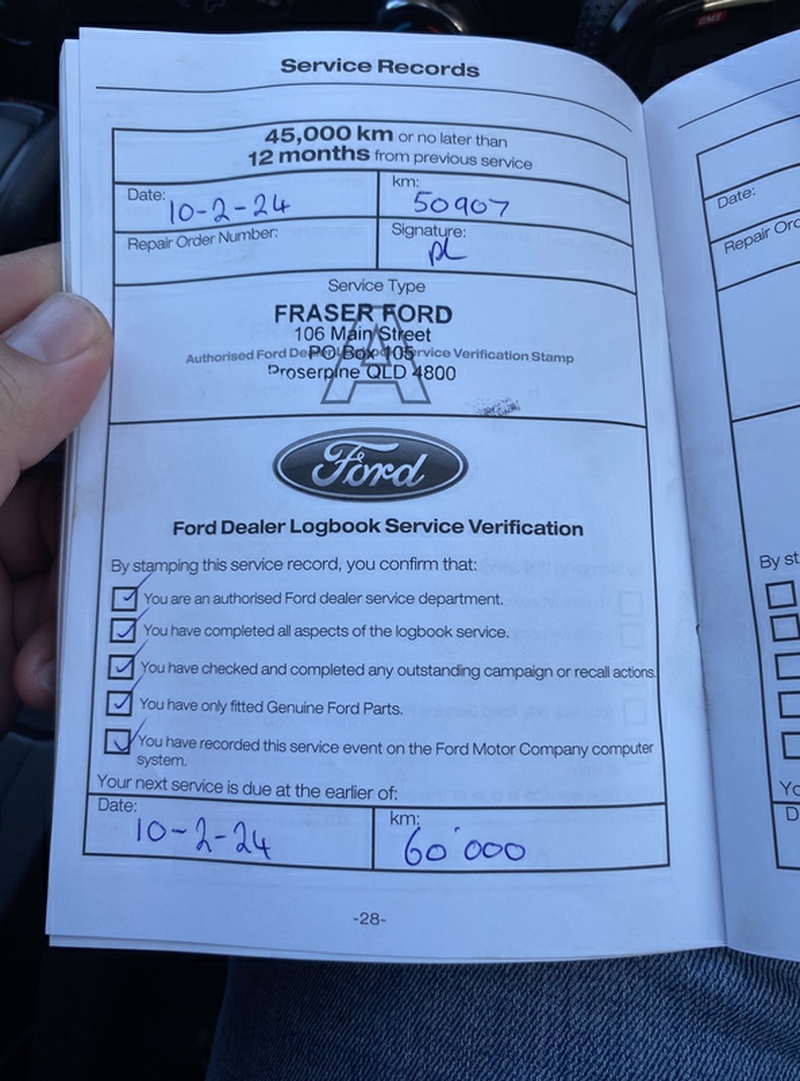 Service Records
45,000 km or no later than
12 months from previous service
Date: 10-2-24
km: 50907
Repair Order Number:
Signature: pL
Service Type
FRASER FORD
106 Main Street
PO Box 105
Authorised Ford Dealer Service Verification Stamp
Proserpine QLD 4800
A
Ford
Ford Dealer Logbook Service Verification
By stamping this service record, you confirm that:
You are an authorised Ford dealer service department.
You have completed all aspects of the logbook service.
You have checked and completed any outstanding campaign or recall actions.
You have only fitted Genuine Ford Parts.
You have recorded this service event on the Ford Motor Company computer
system.
Your next service is due at the earlier of:
Date: 10-2-24
km: 60'000
-28-
Date:
Repair Ord
By st
Yo
D